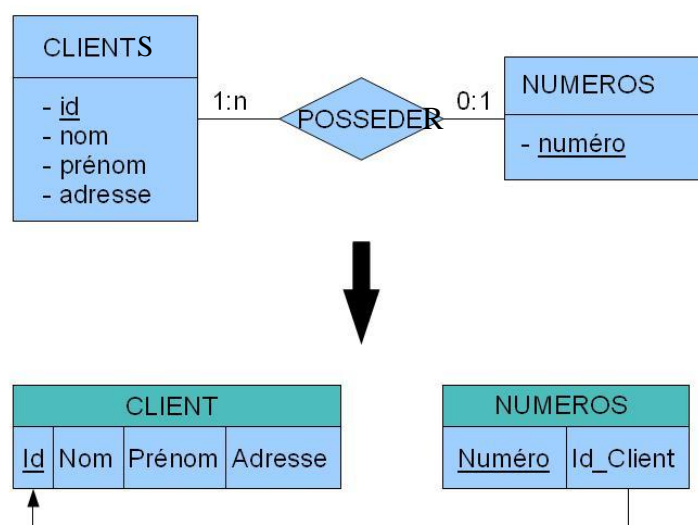 CLIENTS
- id
- nom
- prénom
- adresse
1:n
POSSEDER
0:1
NUMEROS
- numéro
CLIENT
Id Nom Prénom Adresse
NUMEROS
Numéro Id_Client